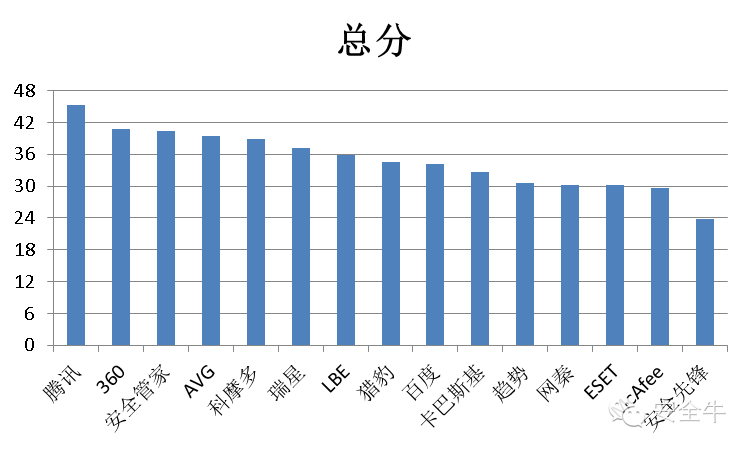 总分
48
42
36
30
24
18
12
6
0
腾讯
360
安全管家
AVG
科摩多
瑞星
LBE
猎豹
百度
卡巴斯基
趋势
网秦
ESET
cAfee
安全先锋
安全牛